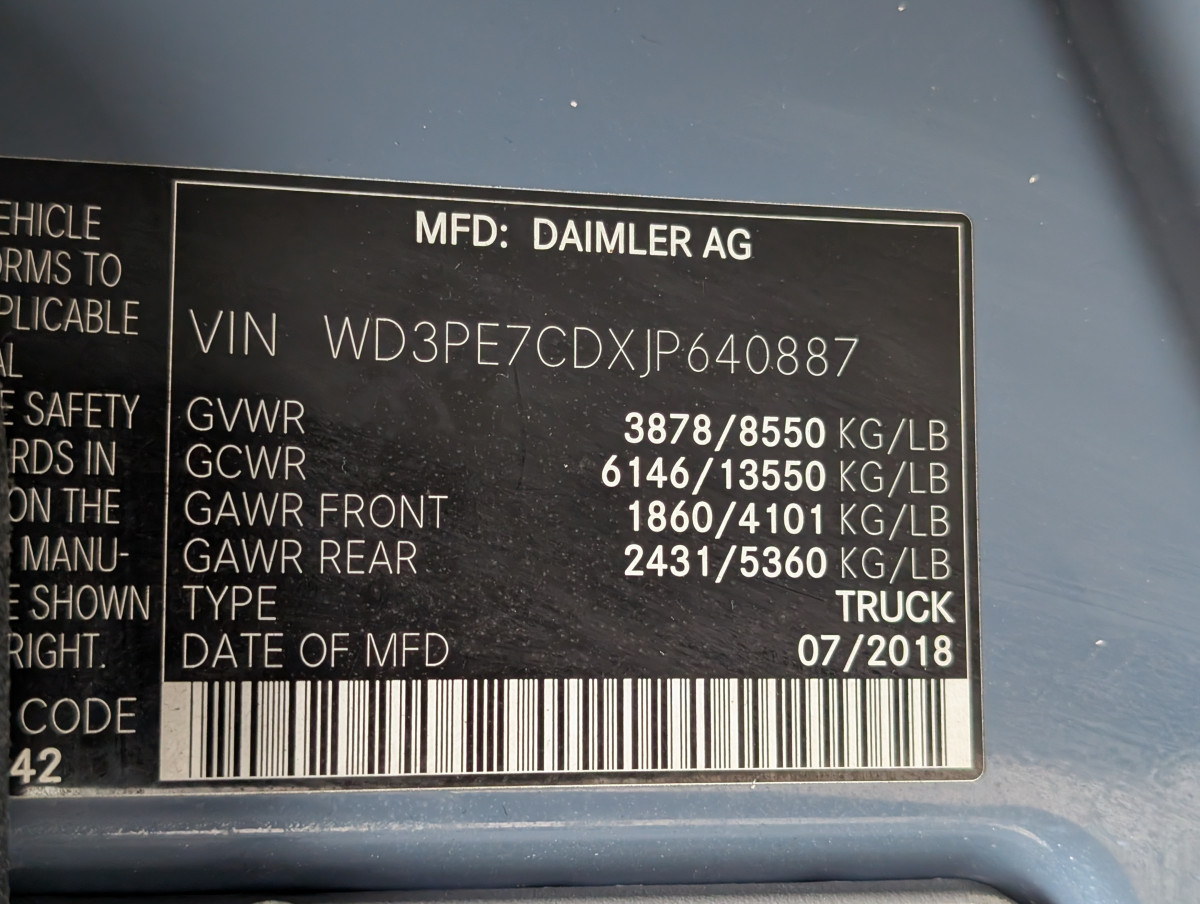 EHICLE
ORMS TO
PLICABLE
AL
E SAFETY
RDS IN
ON THE
MANU-
E SHOWN
RIGHT.
CODE
42
MFD: DAIMLER AG
VIN WD3PE7CDXJP640887
GVWR 3878/8550 KG/LB
GCWR 6146/13550 KG/LB
GAWR FRONT 1860/4101 KG/LB
GAWR REAR 2431/5360 KG/LB
TYPE TRUCK
DATE OF MFD 07/2018